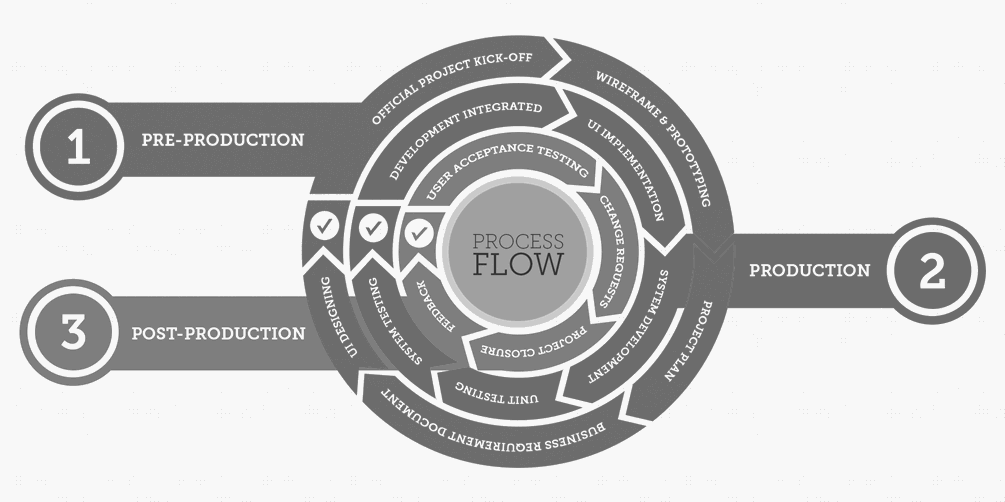 1
PRE-PRODUCTION
OFFICIAL PROJECT KICK-OFF
WIREFRAME & PROTOTYPING
PROJECT PLAN
BUSINESS REQUIREMENT DOCUMENT
UI DESIGNING
2
PRODUCTION
DEVELOPMENT INTEGRATED
UI IMPLEMENTATION
SYSTEM DEVELOPMENT
UNIT TESTING
SYSTEM TESTING
3
POST-PRODUCTION
USER ACCEPTANCE TESTING
CHANGE REQUESTS
PROJECT CLOSURE
FEEDBACK
PROCESS
FLOW